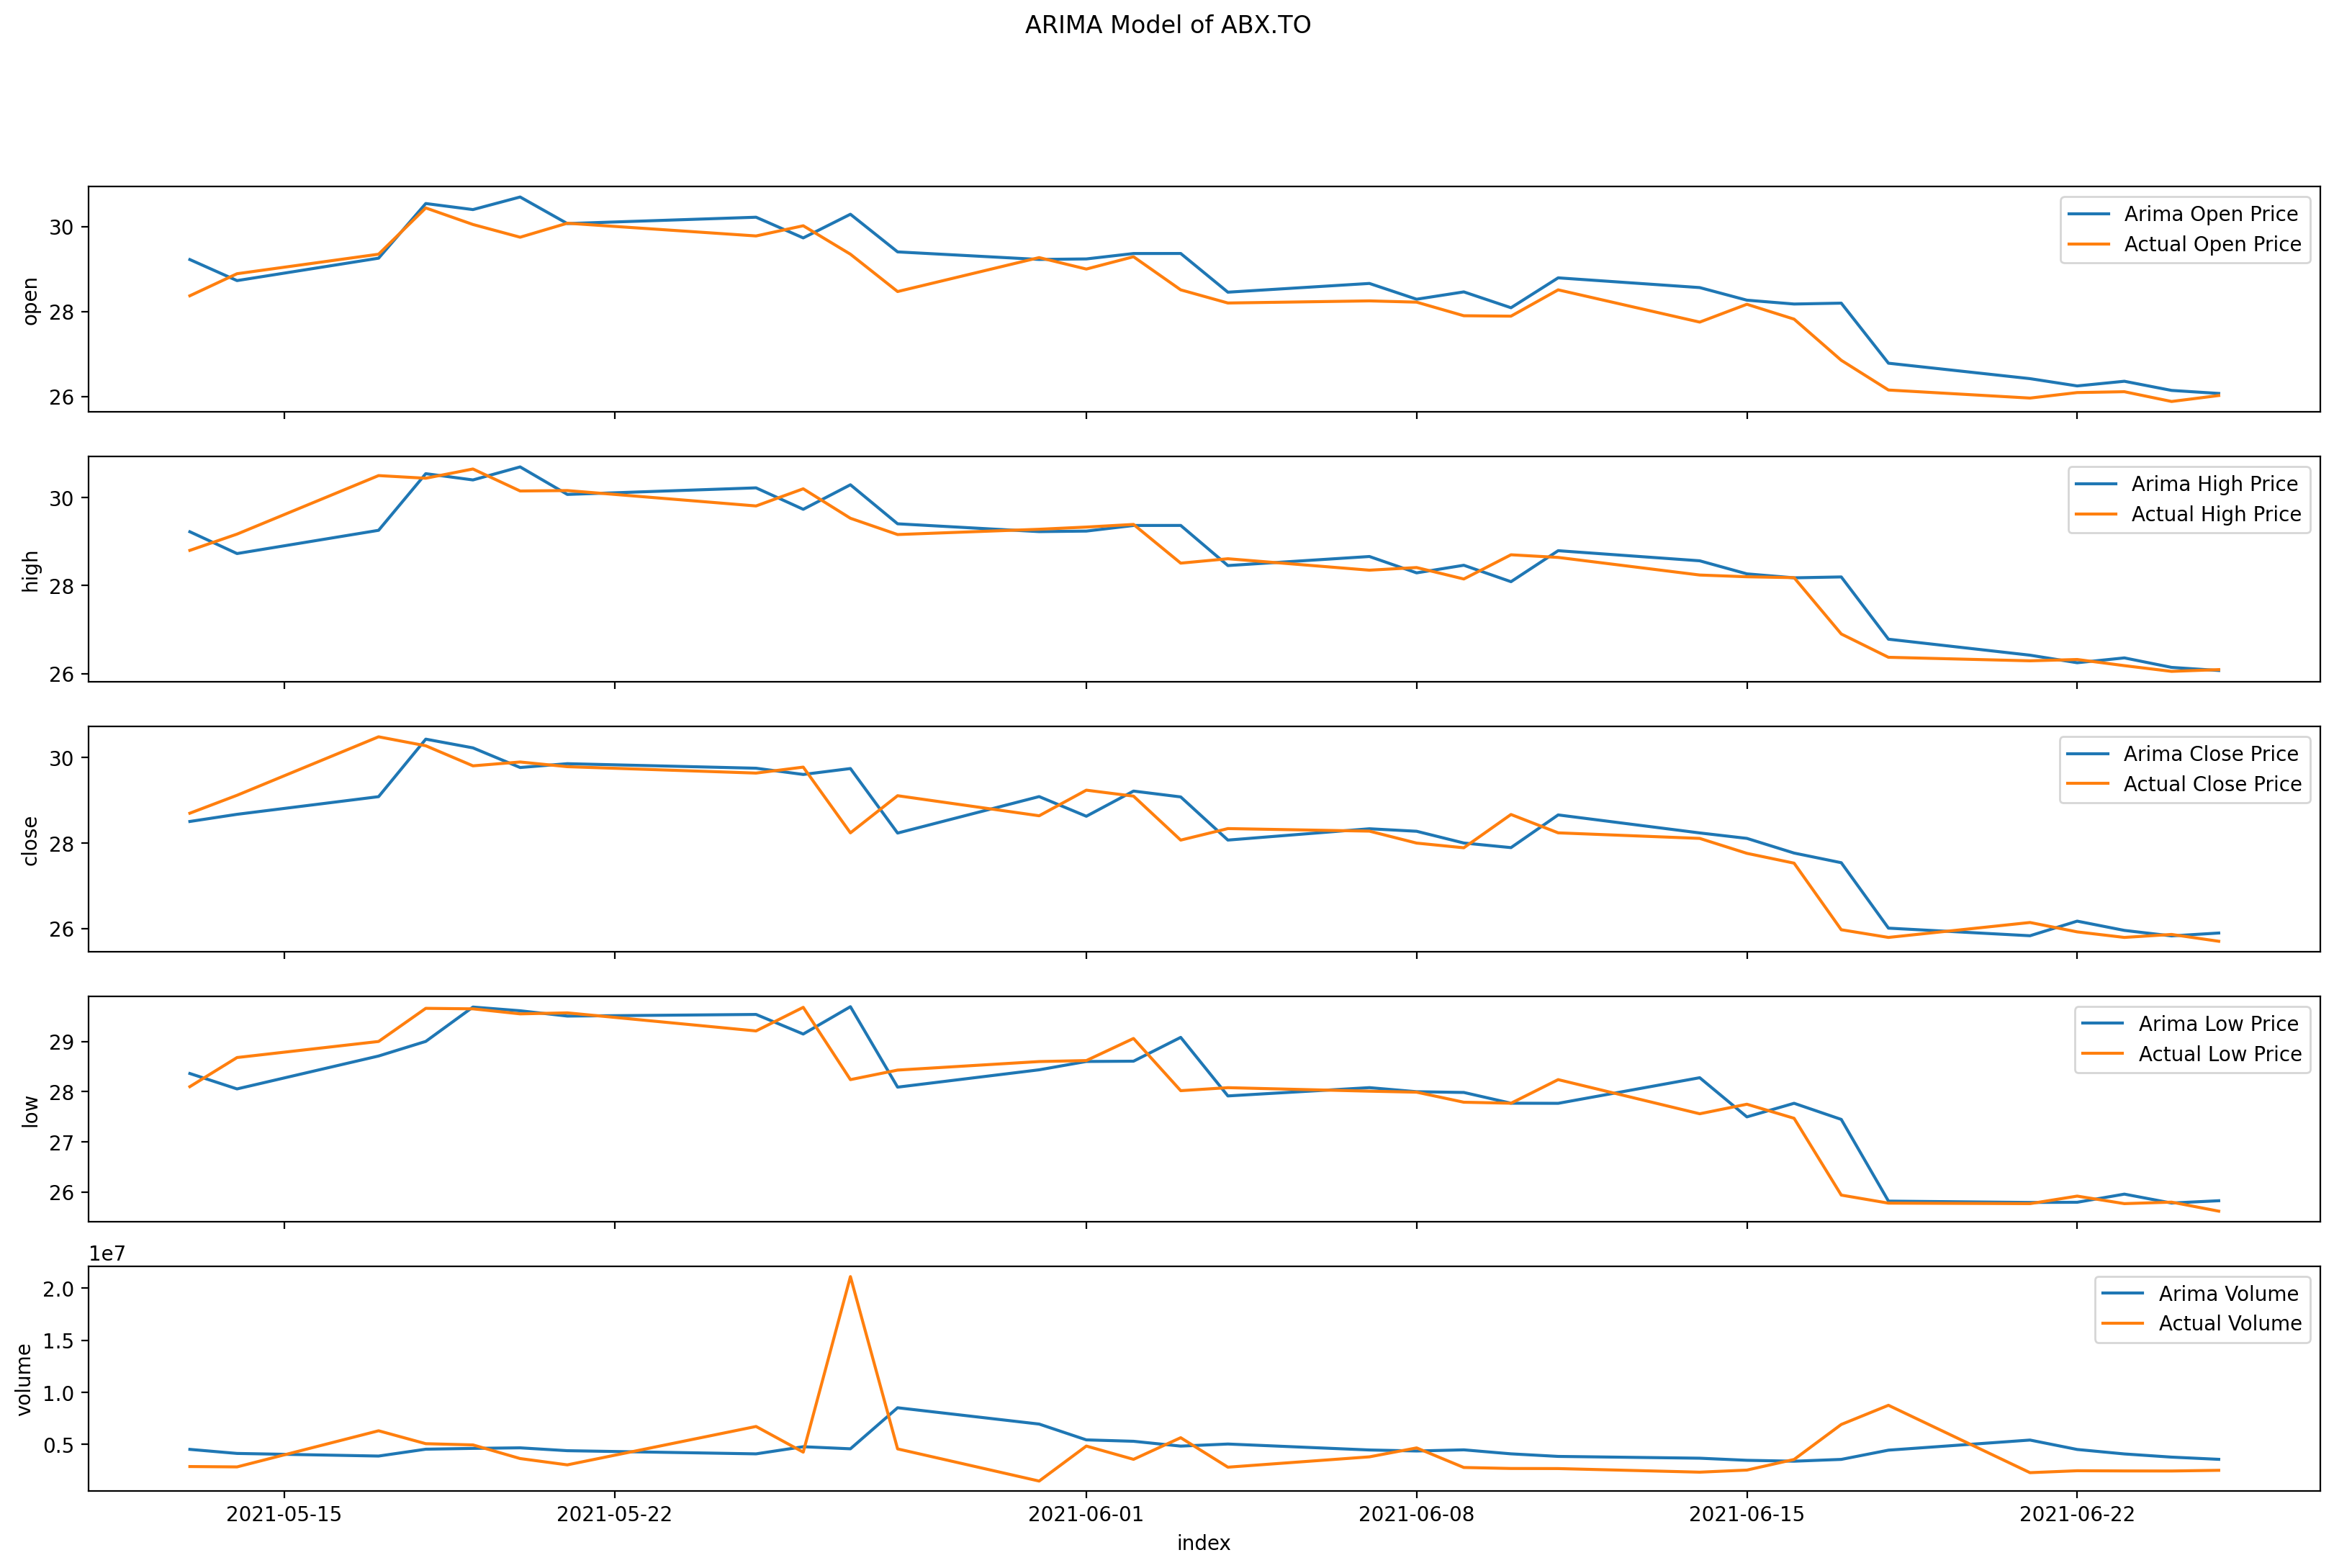 ARIMA Model of ABX.TO
open
30
28
26
Arima Open Price
Actual Open Price
high
30
28
26
Arima High Price
Actual High Price
close
30
28
26
Arima Close Price
Actual Close Price
low
29
28
27
26
Arima Low Price
Actual Low Price
1e7
volume
2.0
1.5
1.0
0.5
Arima Volume
Actual Volume
2021-05-15 2021-05-22 2021-06-01 2021-06-08 2021-06-15 2021-06-22
index